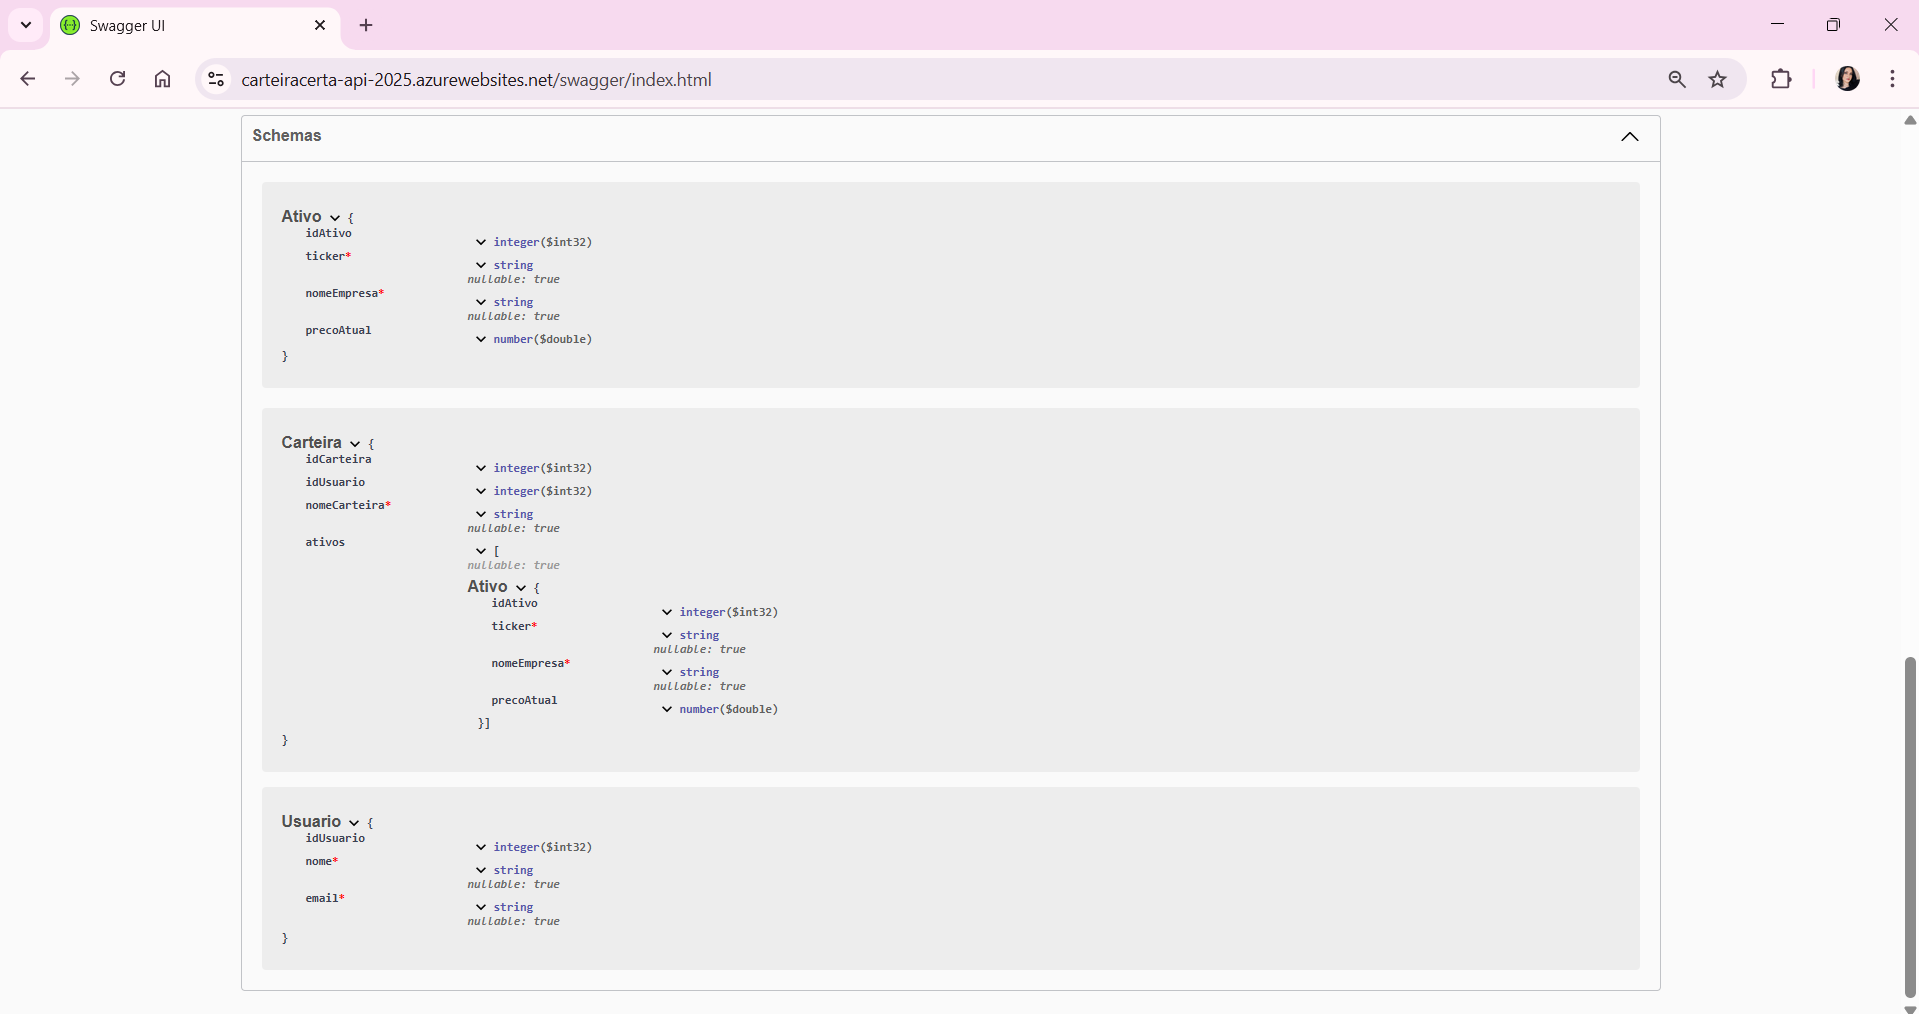 Swagger UI
carteiracerta-api-2025.azurewebsites.net/swagger/index.html
Schemas
Ativo {
idAtivo integer($int32)
ticker* string
nullable: true
nomeEmpresa* string
nullable: true
precoAtual number($double)
}
Carteira {
idCarteira integer($int32)
idUsuario integer($int32)
nomeCarteira* string
nullable: true
ativos [
nullable: true
Ativo {
idAtivo integer($int32)
ticker* string
nullable: true
nomeEmpresa* string
nullable: true
precoAtual number($double)
}]
}
Usuario {
idUsuario integer($int32)
nome* string
nullable: true
email* string
nullable: true
}